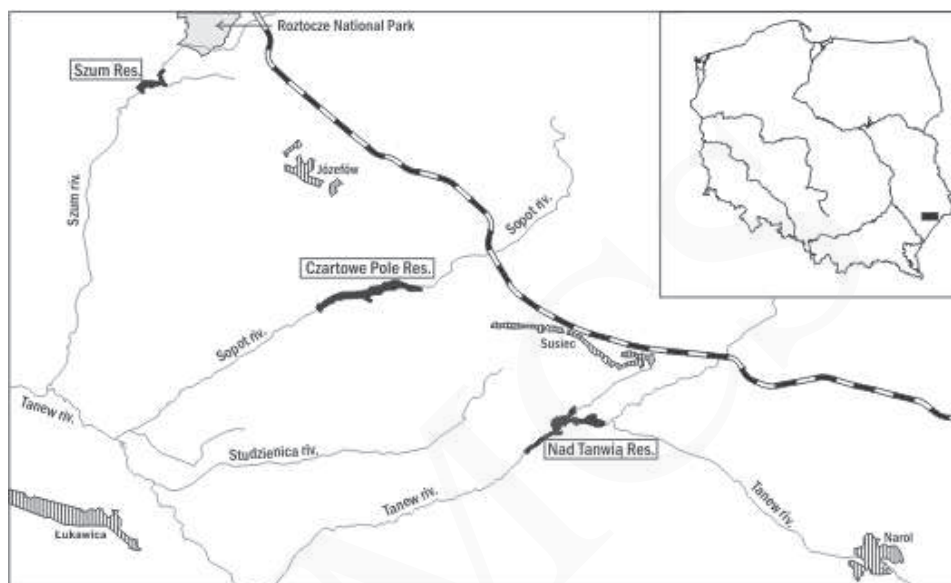 Roztocze National Park
Szum Res.
Józefów
Szum riv.
Sopot riv.
Czartowe Pole Res.
Sopot riv.
Susiec
Tanew riv.
Studzienica riv.
Nad Tanwią Res.
Tanew riv.
Tanew riv.
Łukawica
Narol
MCS